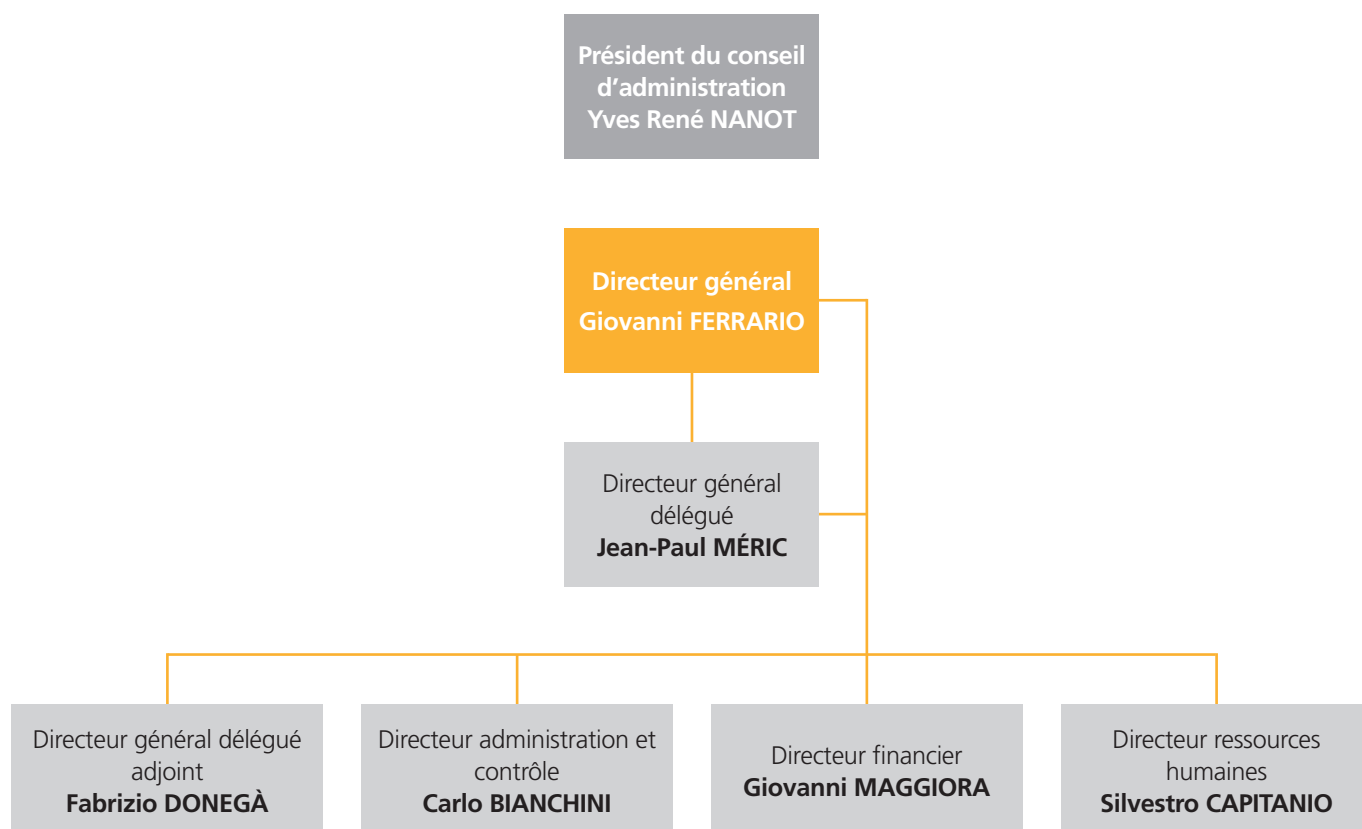 Président du conseil
d’administration
Yves René NANOT
Directeur général
Giovanni FERRARIO
Directeur général
délégué
Jean-Paul MÉRIC
Directeur général délégué
adjoint
Fabrizio DONEGÀ
Directeur administration et
contrôle
Carlo BIANCHINI
Directeur financier
Giovanni MAGGIORA
Directeur ressources
humaines
Silvestro CAPITANIO